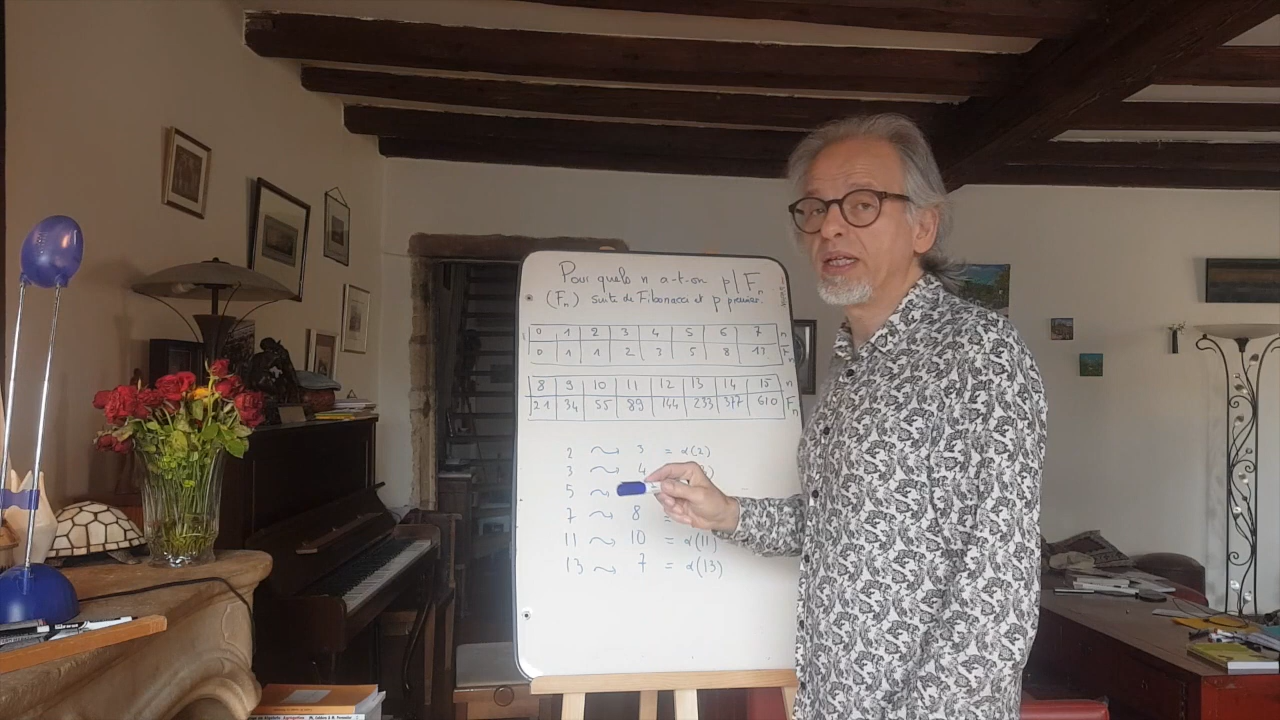 Pour quels n a-t-on p | Fn
(Fn) suite de Fibonacci et p premier.
0 1 2 3 4 5 6 7 n
0 1 1 2 3 5 8 13 Fn
8 9 10 11 12 13 14 15 n
21 34 55 89 144 233 377 610 Fn
2 ⤳ 3 = α(2)
3 ⤳ 4
5 ⤳
7 ⤳ 8 =
11 ⤳ 10 = α(11)
13 ⤳ 7 = α(13)